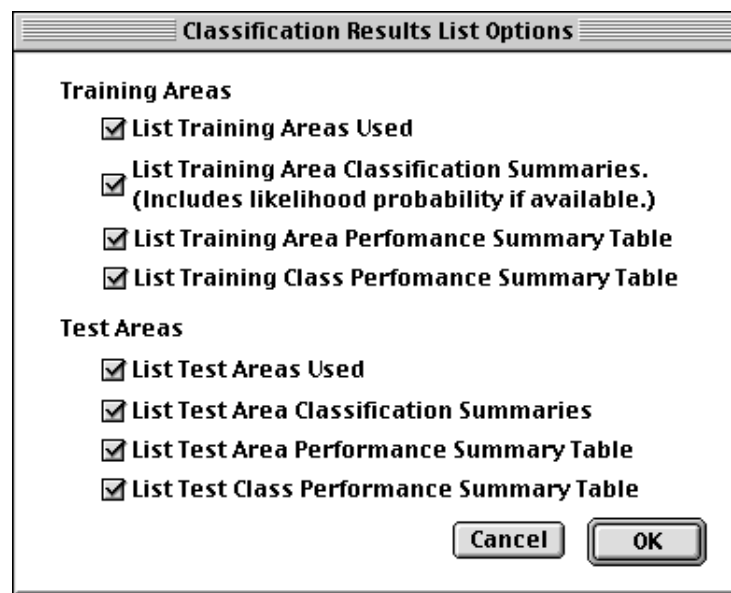 Classification Results List Options
Training Areas
List Training Areas Used
List Training Area Classification Summaries.
(Includes likelihood probability if available.)
List Training Area Perfomance Summary Table
List Training Class Perfomance Summary Table
Test Areas
List Test Areas Used
List Test Area Classification Summaries
List Test Area Performance Summary Table
List Test Class Performance Summary Table
Cancel
OK